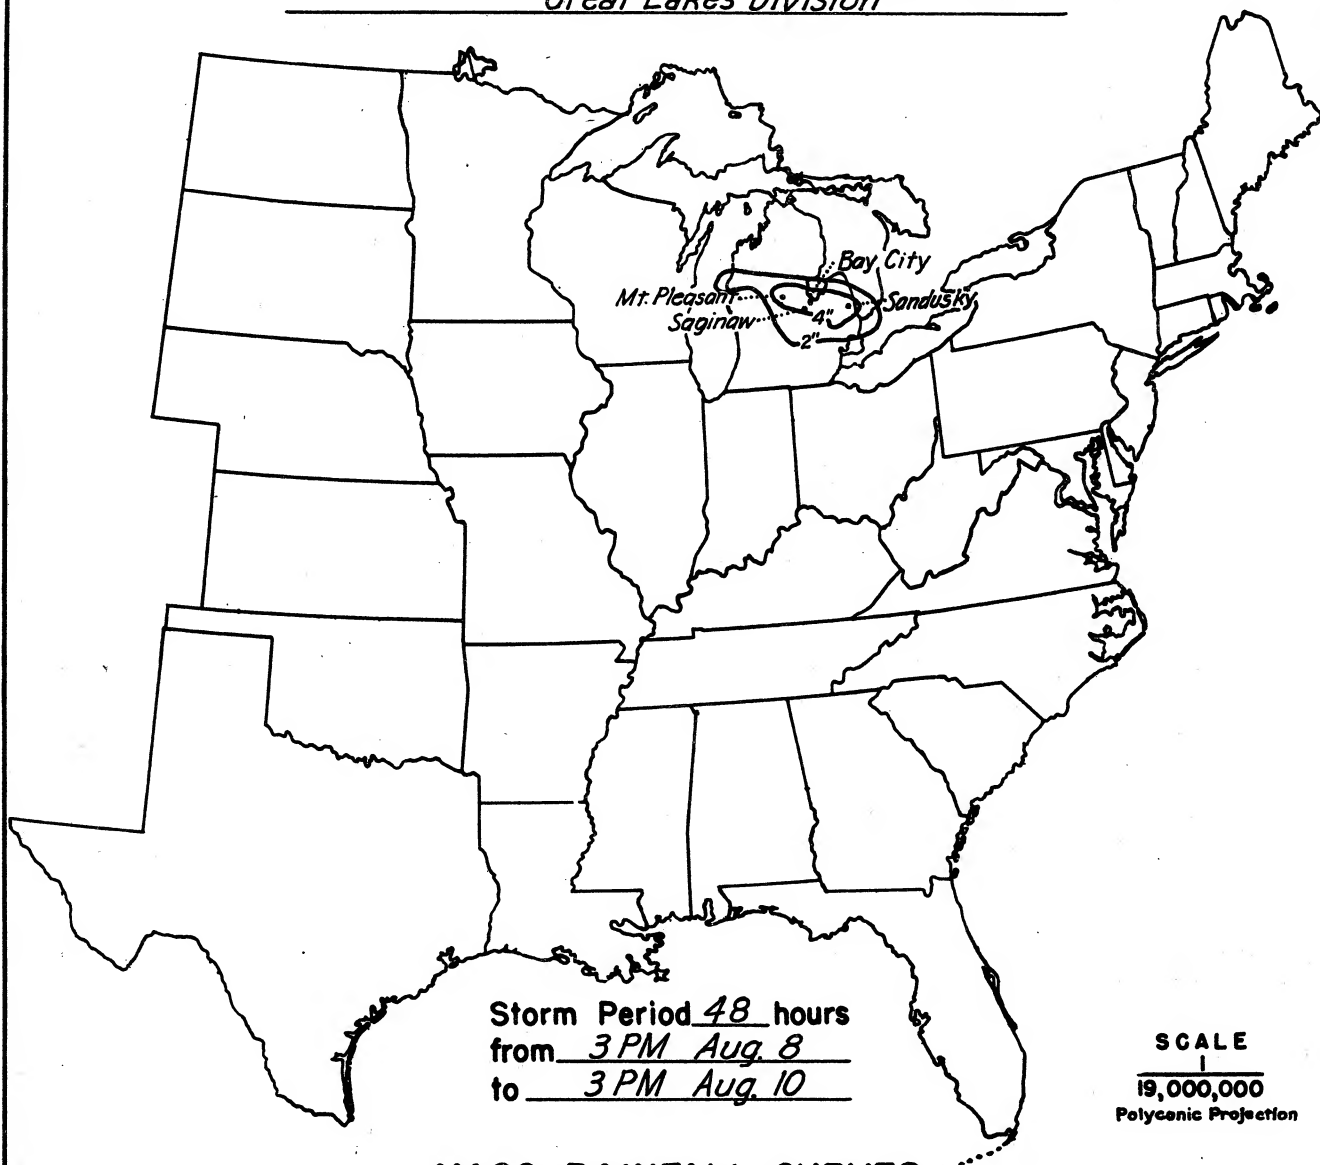 Great Lakes Division
Bay City
Mt. Pleasant
Sandusky
Saginaw
4"
2"
Storm Period 48 hours
from 3 PM Aug. 8
to 3 PM Aug. 10
SCALE
1
19,000,000
Polyconic Projection
MASS RAINFALL CURVES